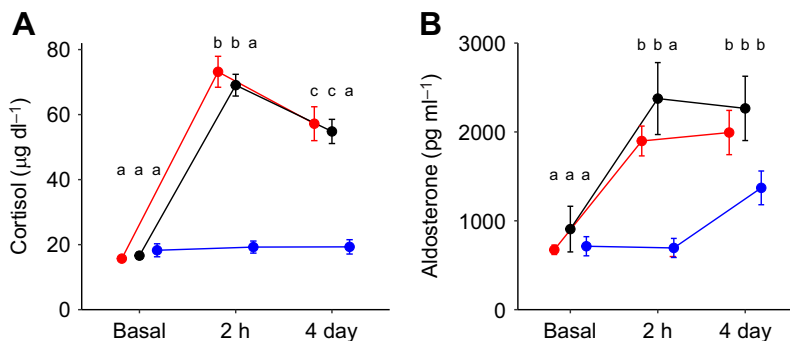 A
Cortisol (μg dl–1)
80
60
40
20
0
b b a
c c a
a a a
Basal 2 h 4 day
B
Aldosterone (pg ml–1)
3000
2000
1000
0
b b a b b b
a a a
Basal 2 h 4 day